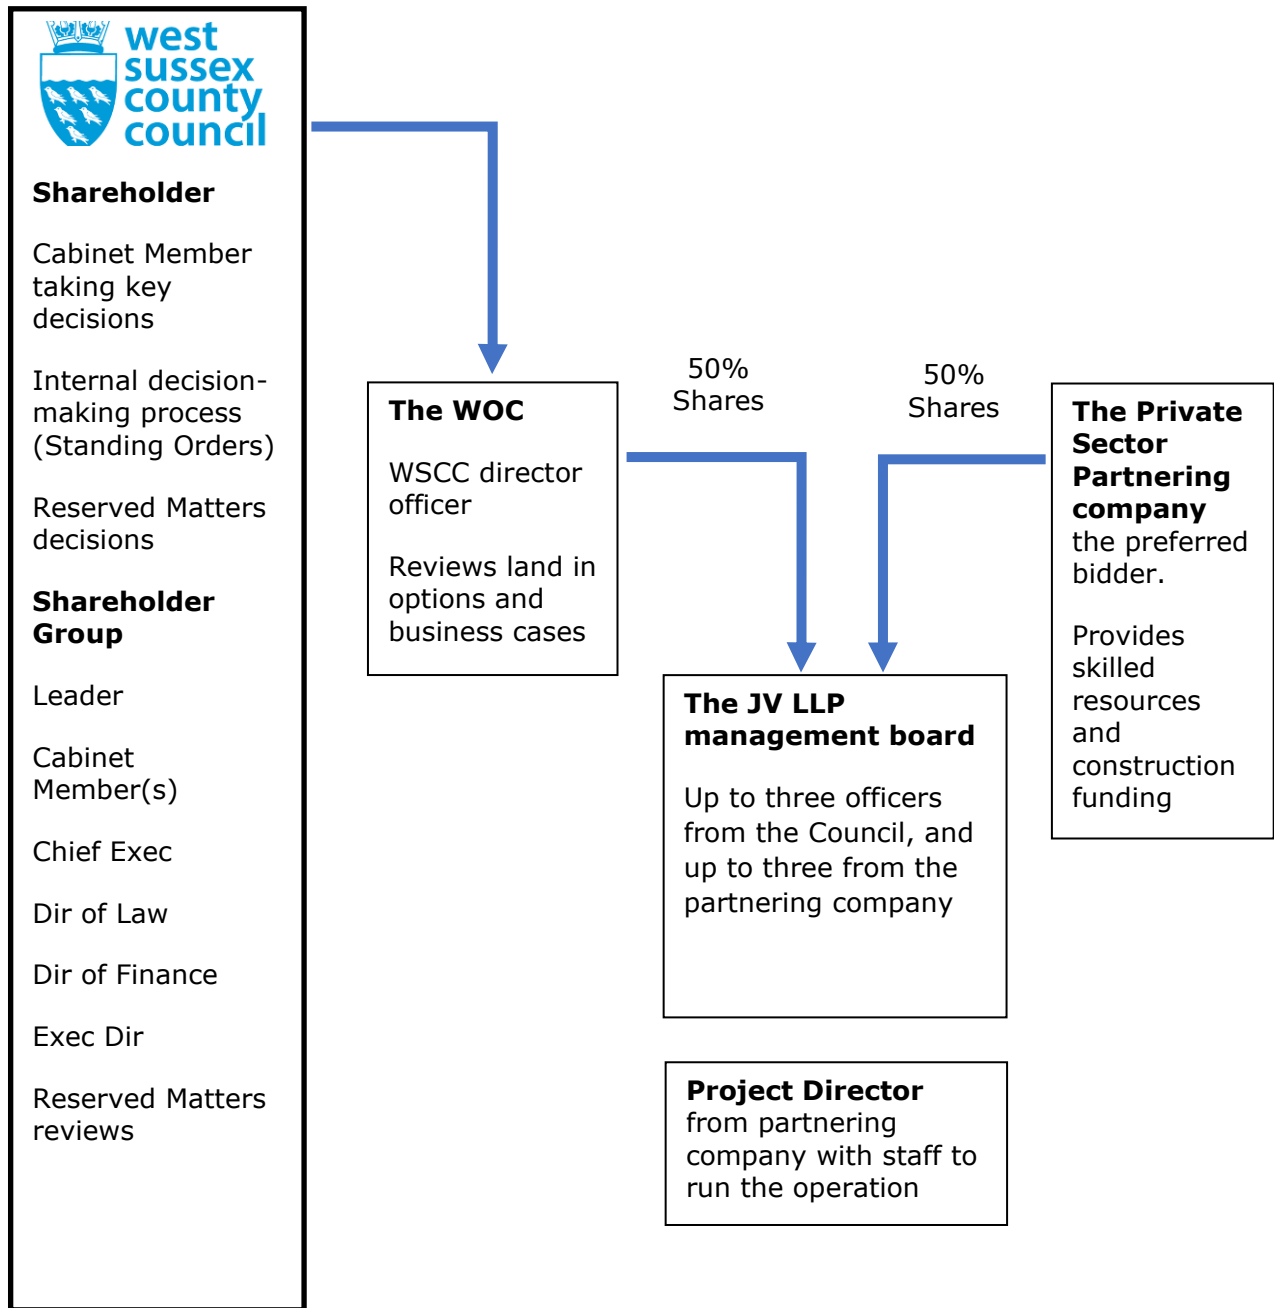 west
sussex
county
council
Shareholder
Cabinet Member
taking key
decisions
Internal decision-
making process
(Standing Orders)
Reserved Matters
decisions
Shareholder
Group
Leader
Cabinet
Member(s)
Chief Exec
Dir of Law
Dir of Finance
Exec Dir
Reserved Matters
reviews
The WOC
WSCC director
officer
Reviews land in
options and
business cases
50%
Shares
50%
Shares
The JV LLP
management board
Up to three officers
from the Council, and
up to three from the
partnering company
Project Director
from partnering
company with staff to
run the operation
The Private
Sector
Partnering
company
the preferred
bidder.
Provides
skilled
resources
and
construction
funding